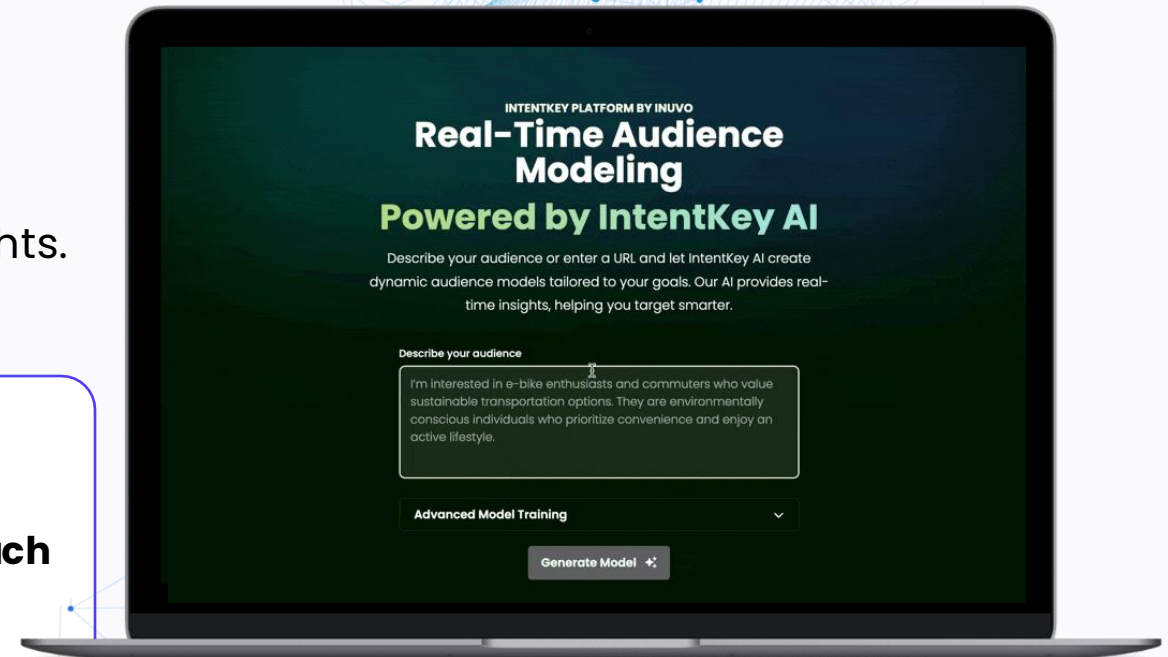 INTENTKEY PLATFORM BY INUVO
Real-Time Audience
Modeling
Powered by IntentKey AI
Describe your audience or enter a URL and let IntentKey AI create
dynamic audience models tailored to your goals. Our AI provides real-
time insights, helping you target smarter.
Describe your audience
I'm interested in e-bike enthusiasts and commuters who value
sustainable transportation options. They are environmentally
conscious individuals who prioritize convenience and enjoy an
active lifestyle.
Advanced Model Training
Generate Model